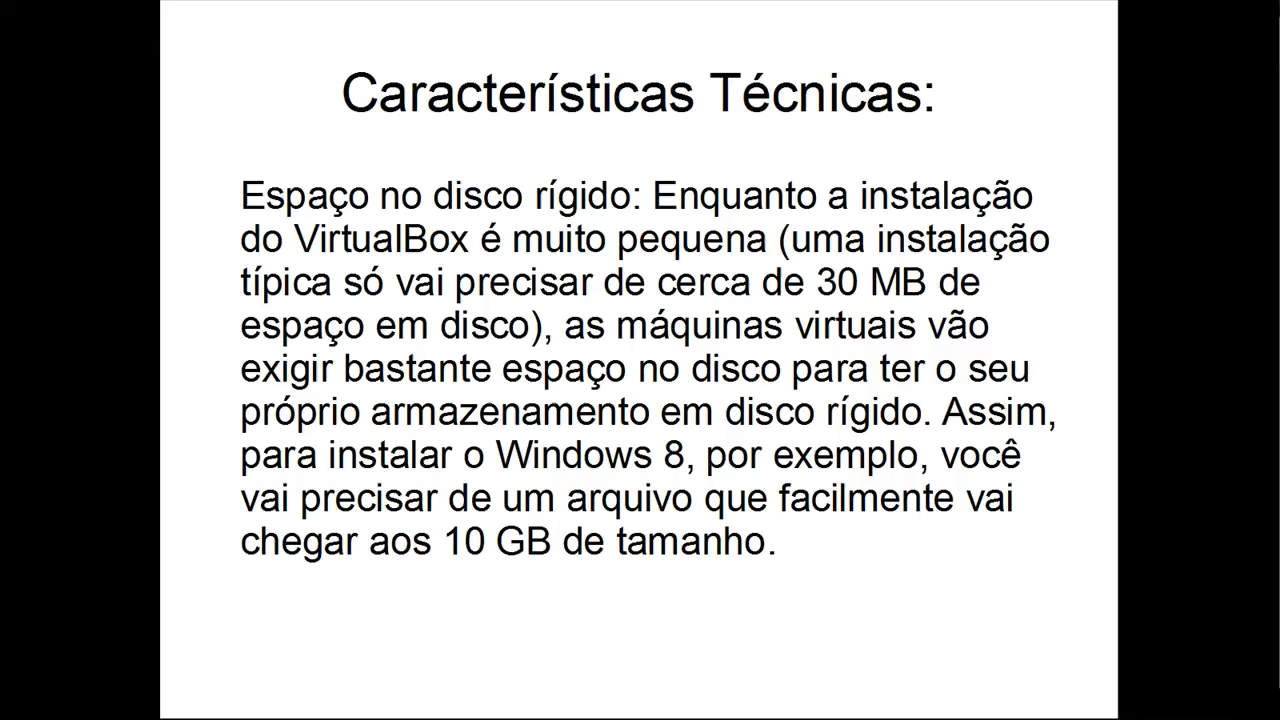 Características Técnicas:
Espaço no disco rígido: Enquanto a instalação
do VirtualBox é muito pequena (uma instalação
típica só vai precisar de cerca de 30 MB de
espaço em disco), as máquinas virtuais vão
exigir bastante espaço no disco para ter o seu
próprio armazenamento em disco rígido. Assim,
para instalar o Windows 8, por exemplo, você
vai precisar de um arquivo que facilmente vai
chegar aos 10 GB de tamanho.